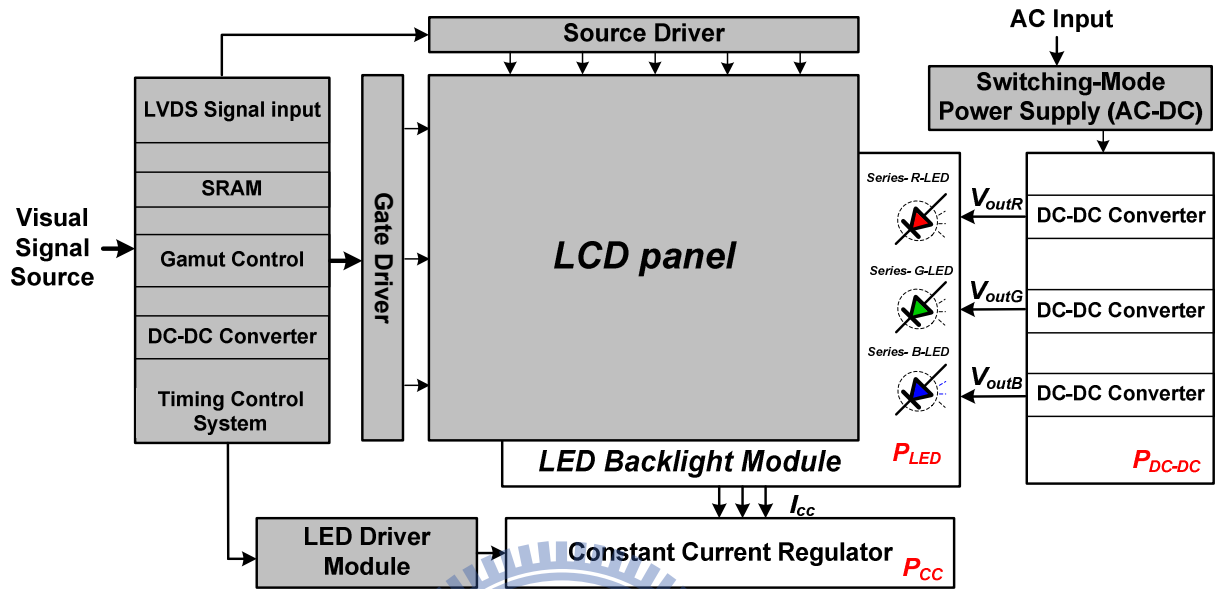 Source Driver
AC Input
Switching-Mode
Power Supply (AC-DC)
LVDS Signal input
SRAM
Gamut Control
DC-DC Converter
Timing Control
System
Visual
Signal
Source
Gate Driver
LCD panel
Series- R-LED
Series- G-LED
Series- B-LED
VoutR
VoutG
VoutB
DC-DC Converter
DC-DC Converter
DC-DC Converter
LED Backlight Module
PLED
PDC-DC
Icc
LED Driver
Module
Constant Current Regulator
PCC